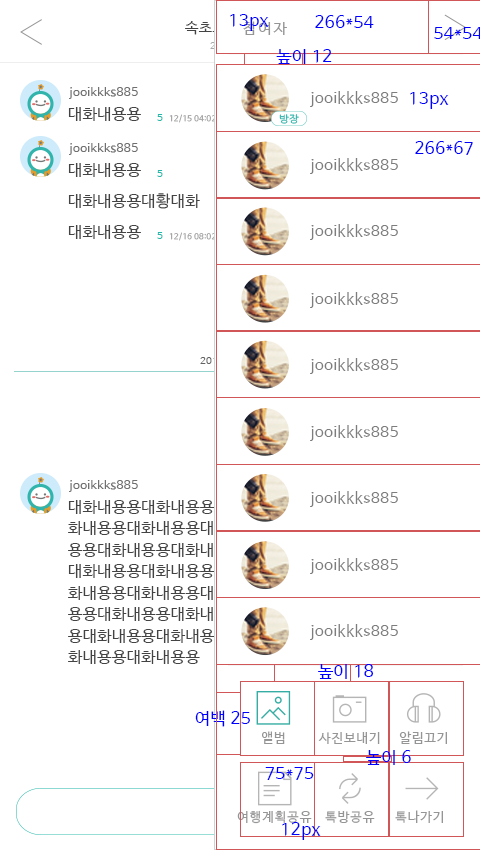 속초
2
jooikkks885
대화내용용
5 12/15 04:02
jooikkks885
대화내용용
5
대화내용용대황대화
대화내용용
5 12/16 08:02
201
jooikkks885
대화내용용대화내용용
화내용용대화내용용대
용용대화내용용대화내
대화내용용대화내용용
화내용용대화내용용대
용용대화내용용대화내
용대화내용용대화내용
화내용용대화내용용
참여자
13px
266*54
54*54
높이 12
jooikkks885
13px
방장
266*67
jooikkks885
jooikkks885
jooikkks885
jooikkks885
jooikkks885
jooikkks885
jooikkks885
jooikkks885
높이 18
여백 25
앨범
사진보내기
알림끄기
높이 6
75*75
여행계획공유
톡방공유
톡나가기
12px